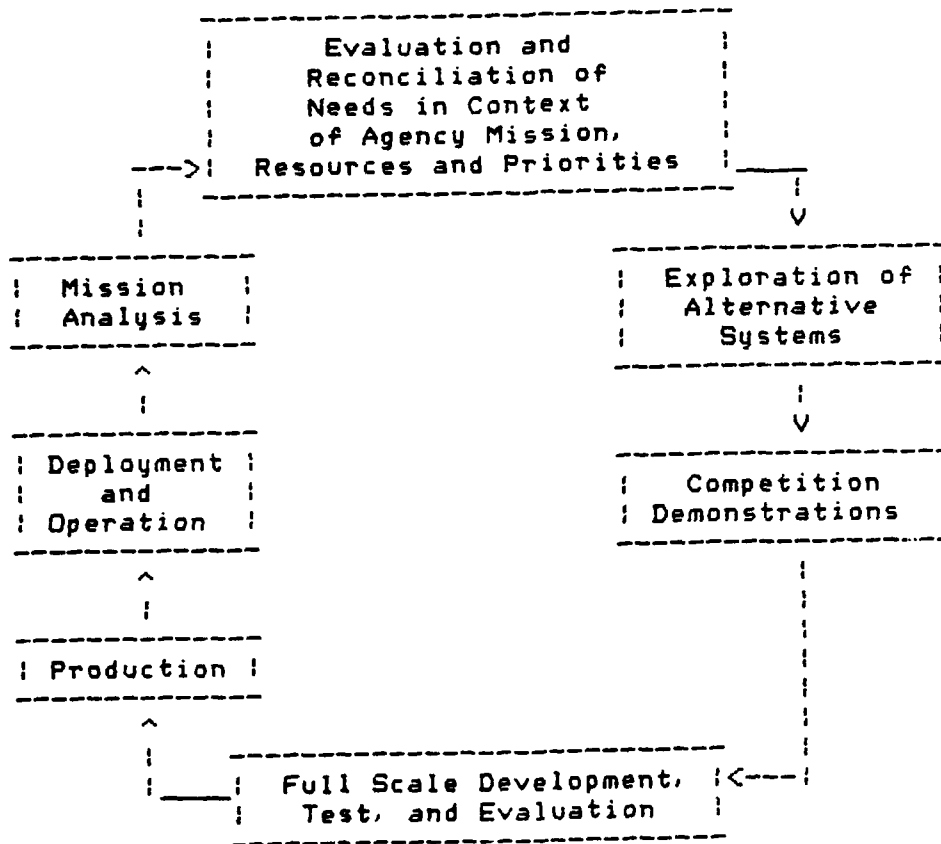 Evaluation and
Reconciliation of
Needs in Context
of Agency Mission,
Resources and Priorities
Mission
Analysis
Exploration of
Alternative
Systems
Deployment
and
Operation
Competition
Demonstrations
Production
Full Scale Development,
Test, and Evaluation